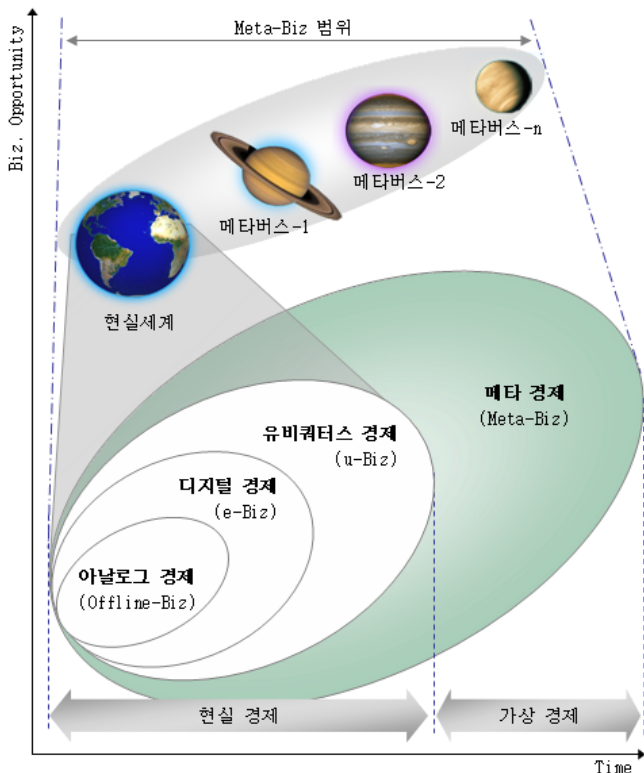 Meta-Biz 범위
Biz. Opportunity
메타버스-n
메타버스-2
메타버스-1
현실세계
메타 경제
(Meta-Biz)
유비쿼터스 경제
(u-Biz)
디지털 경제
(e-Biz)
아날로그 경제
(Offline-Biz)
현실 경제
가상 경제
Time